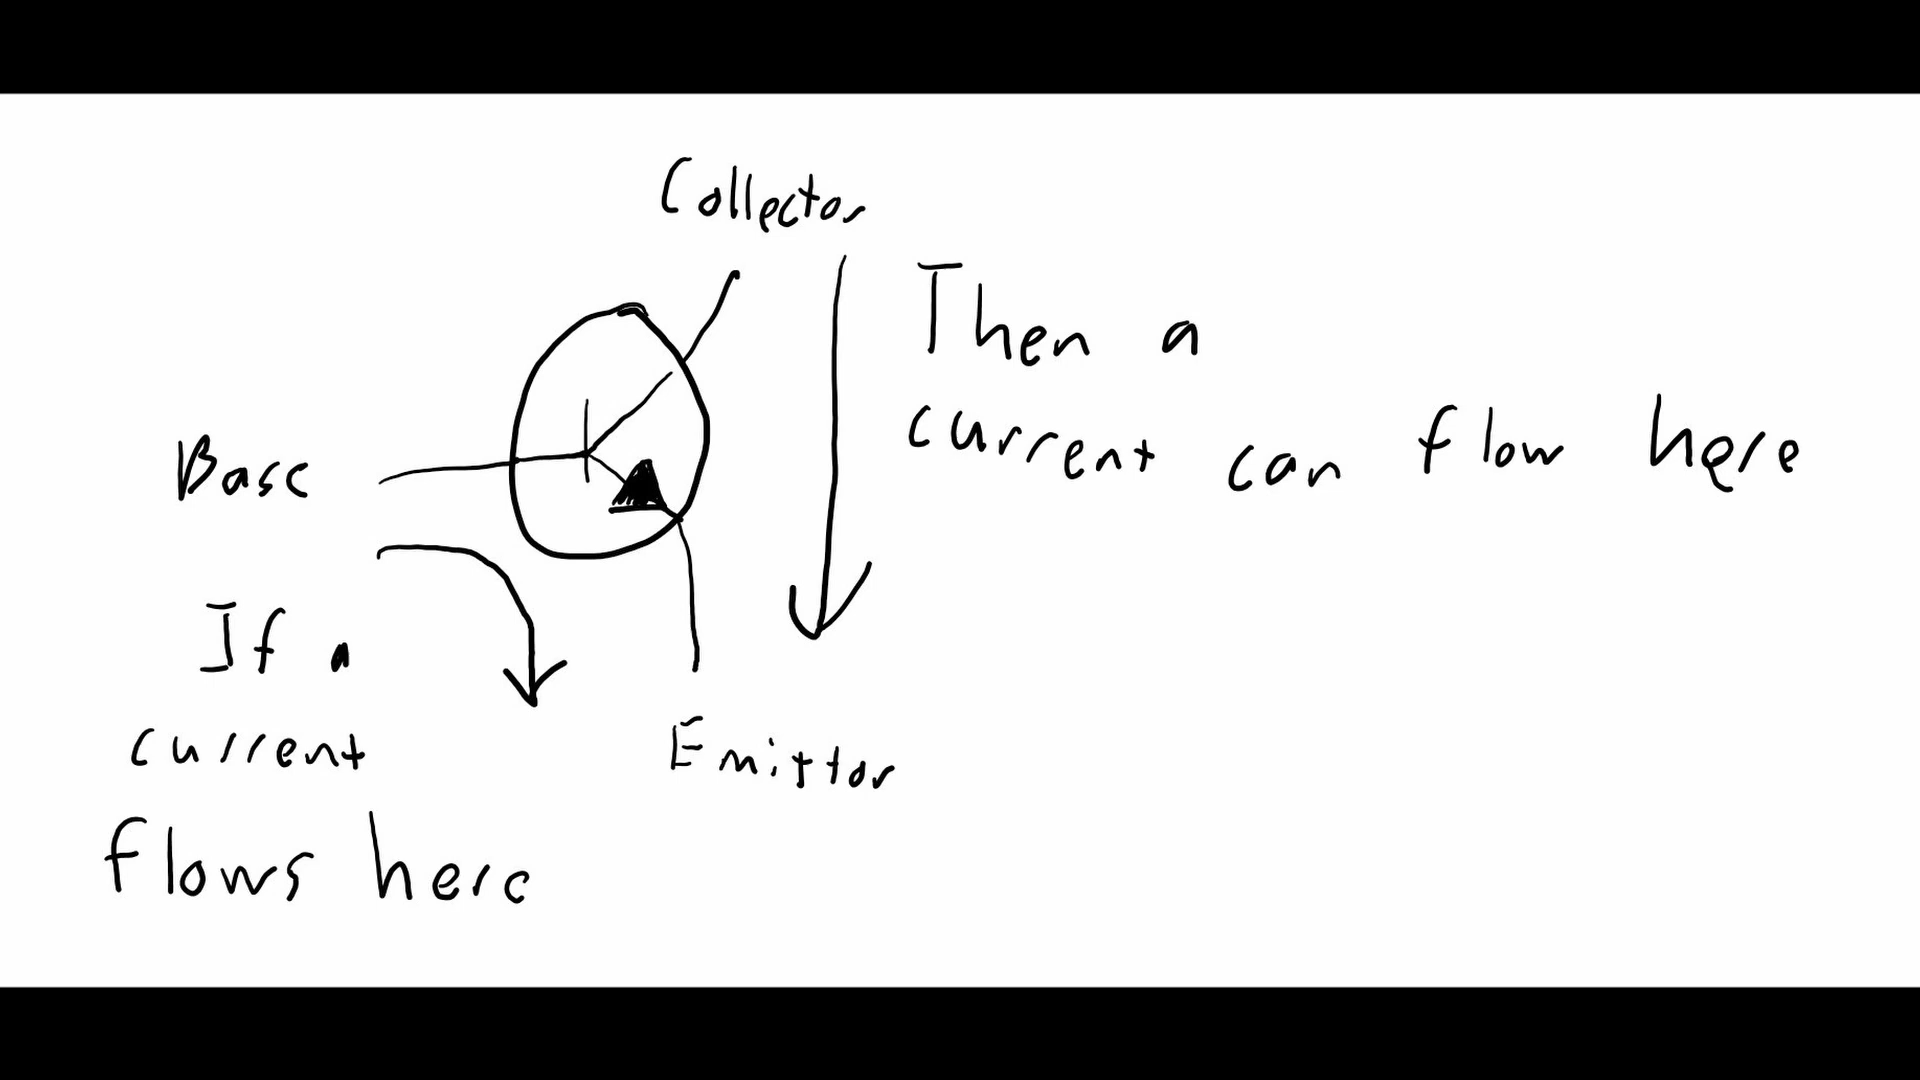 Collector
Then a
current can flow here
Base
If a
current
flows here
Emittor